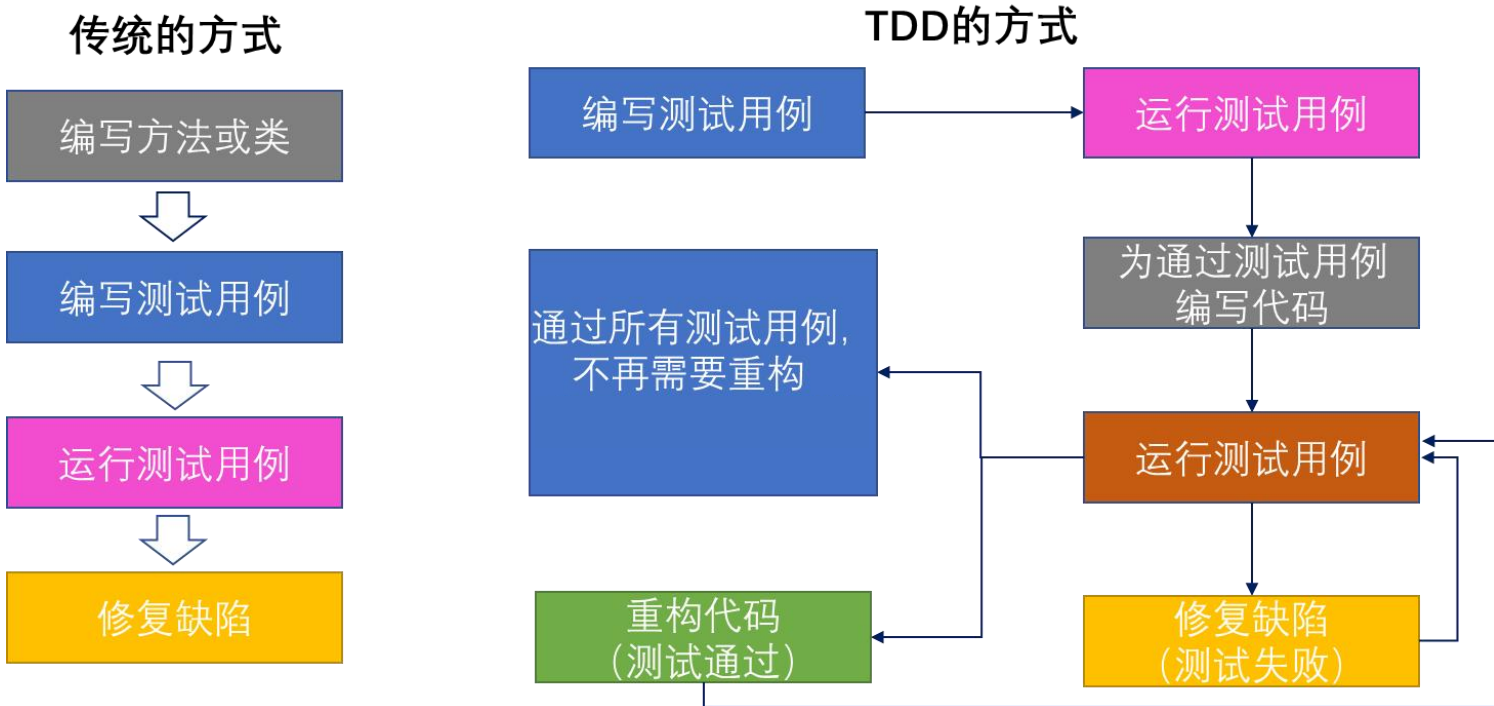 传统的方式
编写方法或类
编写测试用例
运行测试用例
修复缺陷
TDD的方式
编写测试用例
运行测试用例
为通过测试用例
编写代码
通过所有测试用例,
不再需要重构
运行测试用例
重构代码
(测试通过)
修复缺陷
(测试失败)